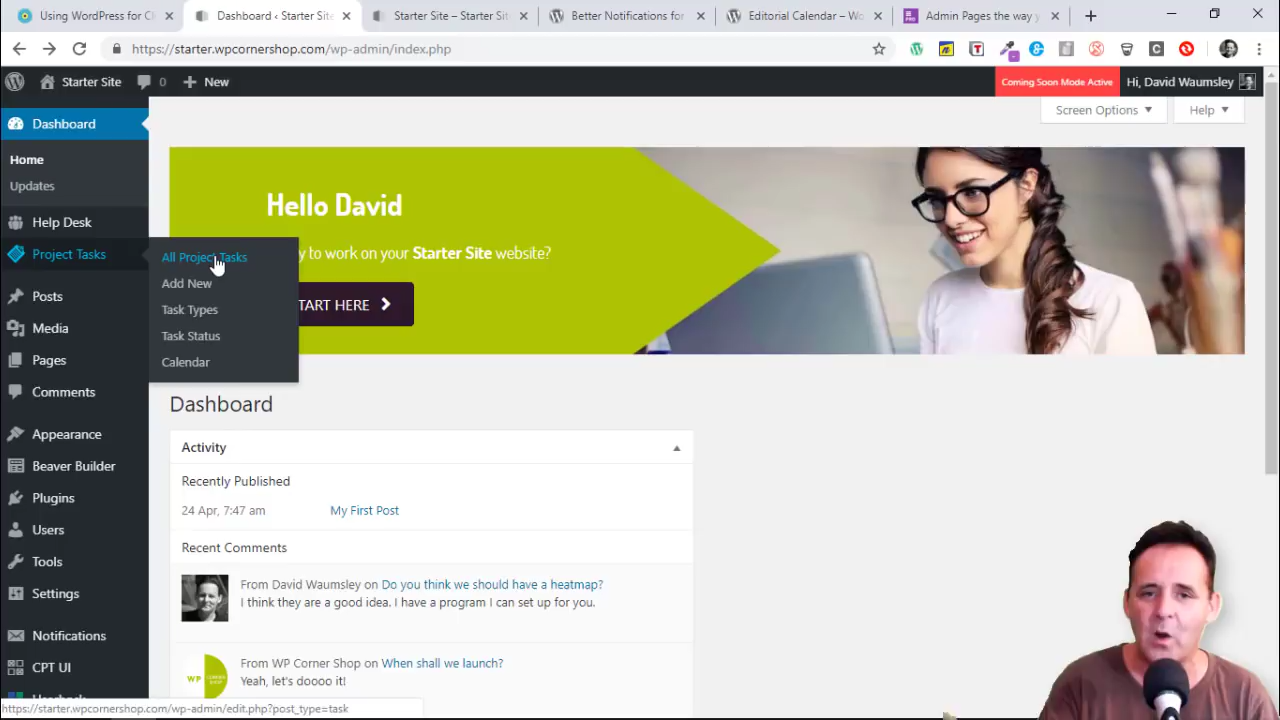 Using WordPress for Cl
Dashboard ‹ Starter Sit
Starter Site – Starter Sit
Better Notifications for
Editorial Calendar – Wo
Admin Pages the way y
https://starter.wpcornershop.com/wp-admin/index.php
Starter Site
0
New
Coming Soon Mode Active
Hi, David Waumsley
Dashboard
Screen Options
Help
Home
Updates
Hello David
Help Desk
Project Tasks
All Project Tasks
y to work on your Starter Site website?
Add New
Posts
TART HERE
Task Types
Media
Task Status
Pages
Calendar
Comments
Dashboard
Appearance
Activity
Beaver Builder
Recently Published
Plugins
24 Apr, 7:47 am
My First Post
Users
Recent Comments
Tools
From David Waumsley on Do you think we should have a heatmap?
Settings
I think they are a good idea. I have a program I can set up for you.
Notifications
CPT UI
From WP Corner Shop on When shall we launch?
WP
CORNER
SHOP
Yeah, let's doooo it!
https://starter.wpcornershop.com/wp-admin/edit.php?post_type=task